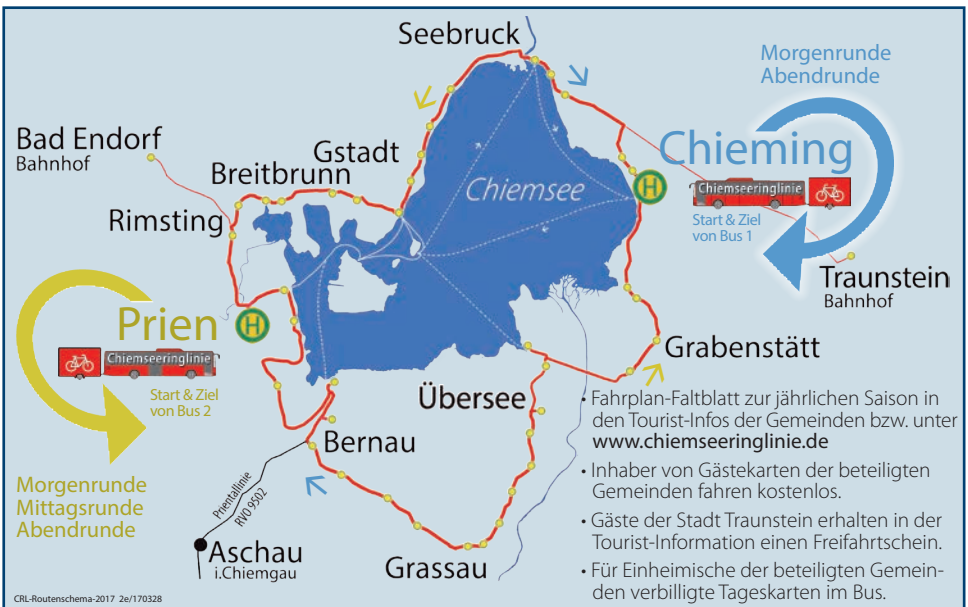 Seebruck
Morgenrunde
Abendrunde
Bad Endorf
Bahnhof
Gstadt
Breitbrunn
Chiemsee
Chieming
H
Chiemseeringlinie
Start & Ziel
von Bus 1
Rimsting
Traunstein
Bahnhof
Prien
H
Chiemseeringlinie
Start & Ziel
von Bus 2
Grabenstätt
Übersee
Bernau
Morgenrunde
Mittagsrunde
Abendrunde
Prientallinie
RVO 9502
Aschau
i.Chiemgau
Grassau
• Fahrplan-Faltblatt zur jährlichen Saison in
den Tourist-Infos der Gemeinden bzw. unter
www.chiemseeringlinie.de
• Inhaber von Gästekarten der beteiligten
Gemeinden fahren kostenlos.
• Gäste der Stadt Traunstein erhalten in der
Tourist-Information einen Freifahrtschein.
• Für Einheimische der beteiligten Gemein-
den verbilligte Tageskarten im Bus.
CRL-Routenschema-2017 2e/170328